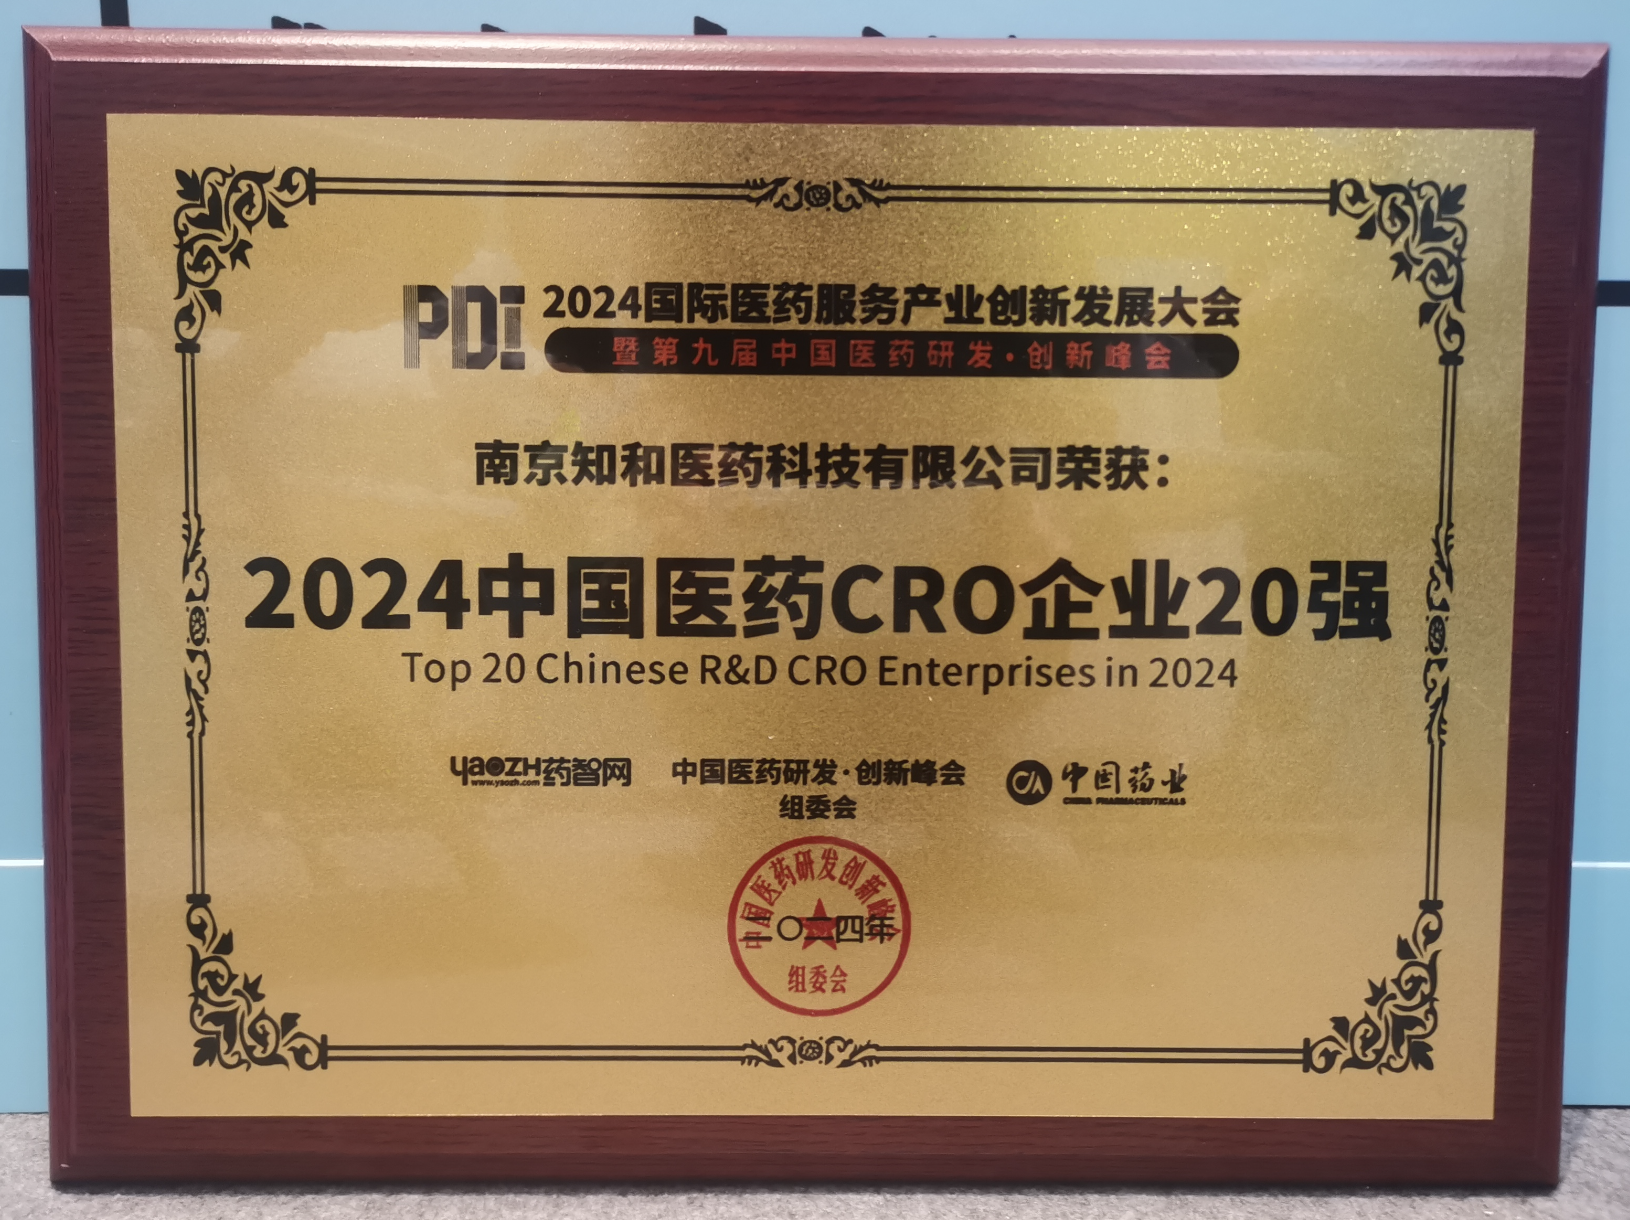 PDI 2024国际医药服务产业创新发展大会
暨第九届中国医药研发·创新峰会
南京知和医药科技有限公司荣获：
2024中国医药CRO企业20强
Top 20 Chinese R&D CRO Enterprises in 2024
yaozh药智网
www.yaozh.com
中国医药研发·创新峰会
组委会
中国药业
CHINA PHARMACEUTICALS
中国医药研发创新峰会
二〇二四年
组委会